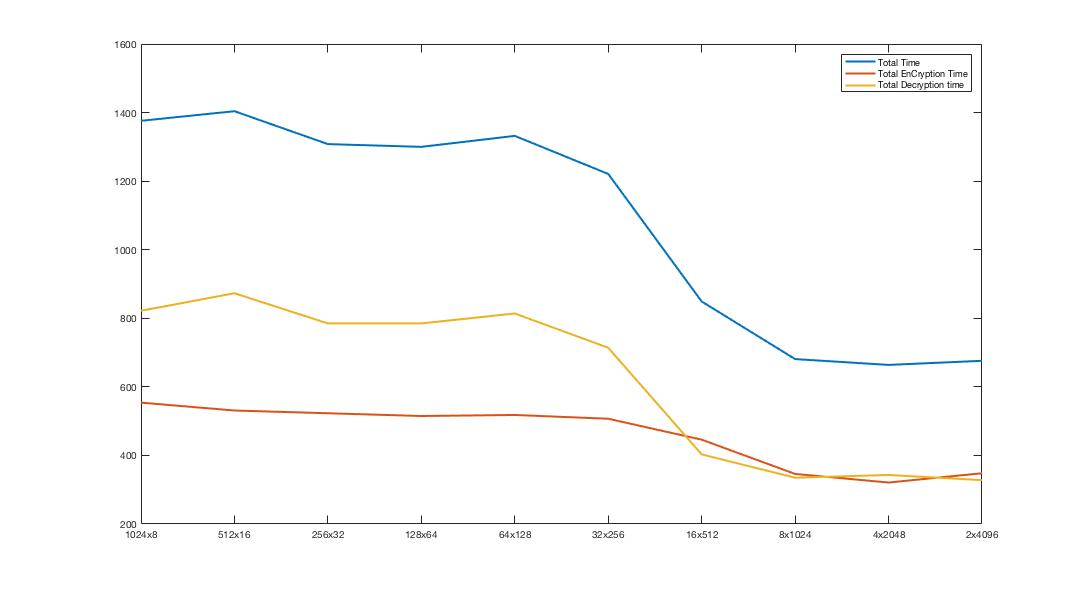 1600
1400
1200
1000
800
600
400
200
Total Time
Total EnCryption Time
Total Decryption time
1024x8 512x16 256x32 128x64 64x128 32x256 16x512 8x1024 4x2048 2x4096